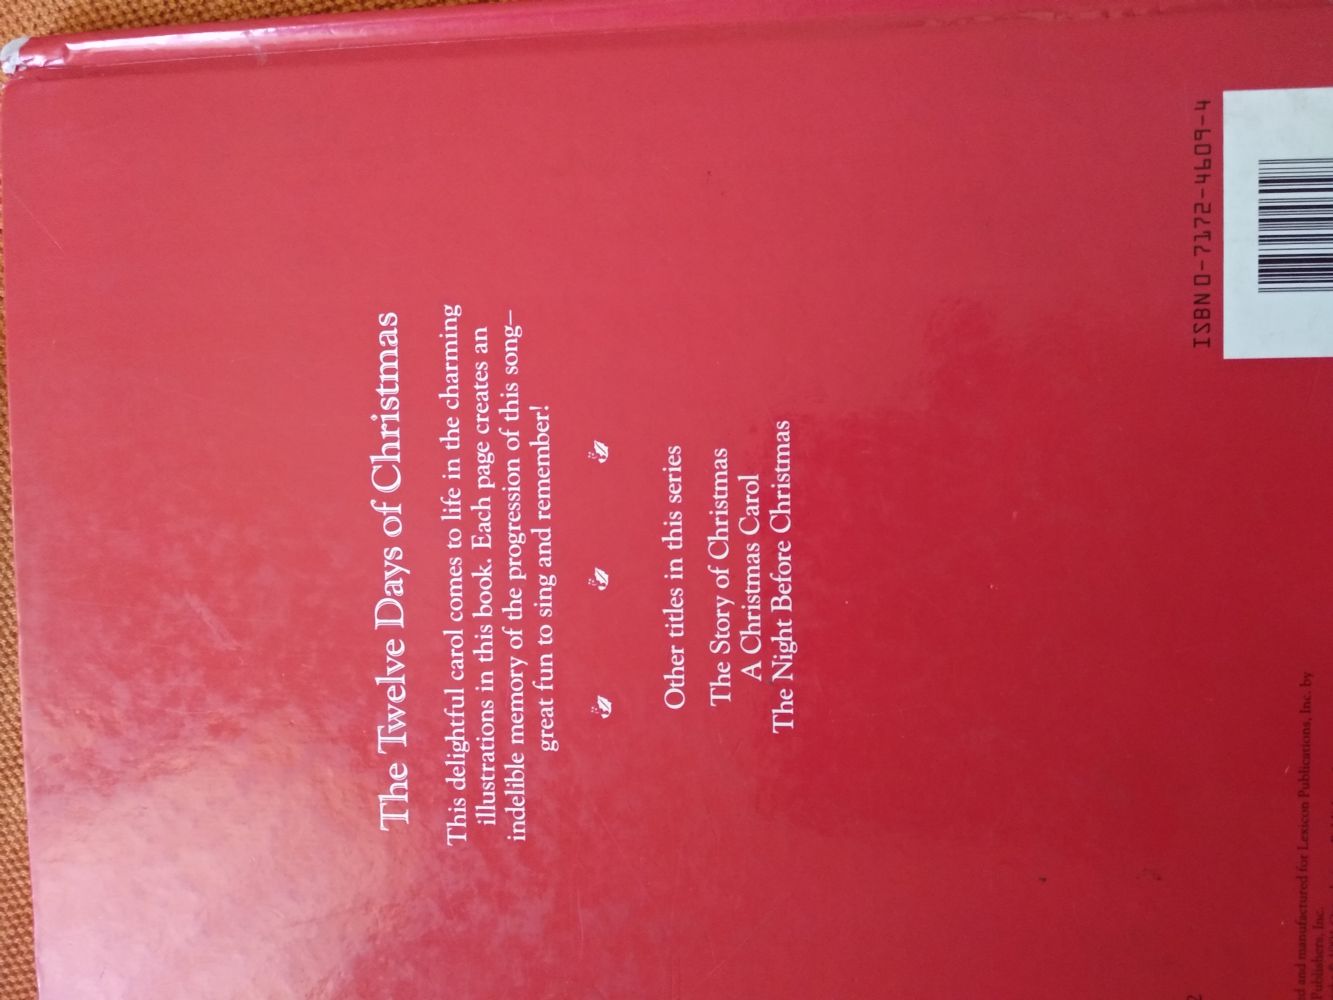 The Twelve Days of Christmas
This delightful carol comes to life in the charming
illustrations in this book. Each page creates an
indelible memory of the progression of this song–
great fun to sing and remember!
Other titles in this series
The Story of Christmas
A Christmas Carol
The Night Before Christmas
ISBN 0-7172-4609-4
and manufactured for Lexicon Publications, Inc. by
Publishers, Inc.